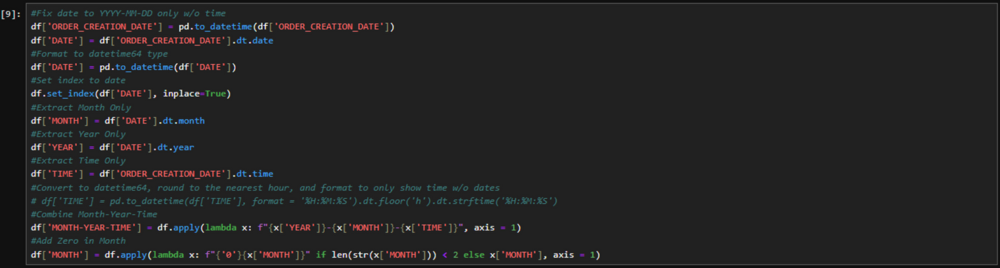 [9]:
#Fix date to YYYY-MM-DD only w/o time
df['ORDER_CREATION_DATE'] = pd.to_datetime(df['ORDER_CREATION_DATE'])
df['DATE'] = df['ORDER_CREATION_DATE'].dt.date
#Format to datetime64 type
df['DATE'] = pd.to_datetime(df['DATE'])
#Set index to date
df.set_index(df['DATE'], inplace=True)
#Extract Month Only
df['MONTH'] = df['DATE'].dt.month
#Extract Year Only
df['YEAR'] = df['DATE'].dt.year
#Extract Time Only
df['TIME'] = df['ORDER_CREATION_DATE'].dt.time
#Convert to datetime64, round to the nearest hour, and format to only show time w/o dates
# df['TIME'] = pd.to_datetime(df['TIME'], format = '%H:%M:%S').dt.floor('h').dt.strftime('%H:%M:%S')
#Combine Month-Year-Time
df['MONTH-YEAR-TIME'] = df.apply(lambda x: f"{x['YEAR']}-{x['MONTH']}-{x['TIME']}", axis = 1)
#Add Zero in Month
df['MONTH'] = df.apply(lambda x: f"{'0'}{x['MONTH']}" if len(str(x['MONTH'])) < 2 else x['MONTH'], axis = 1)